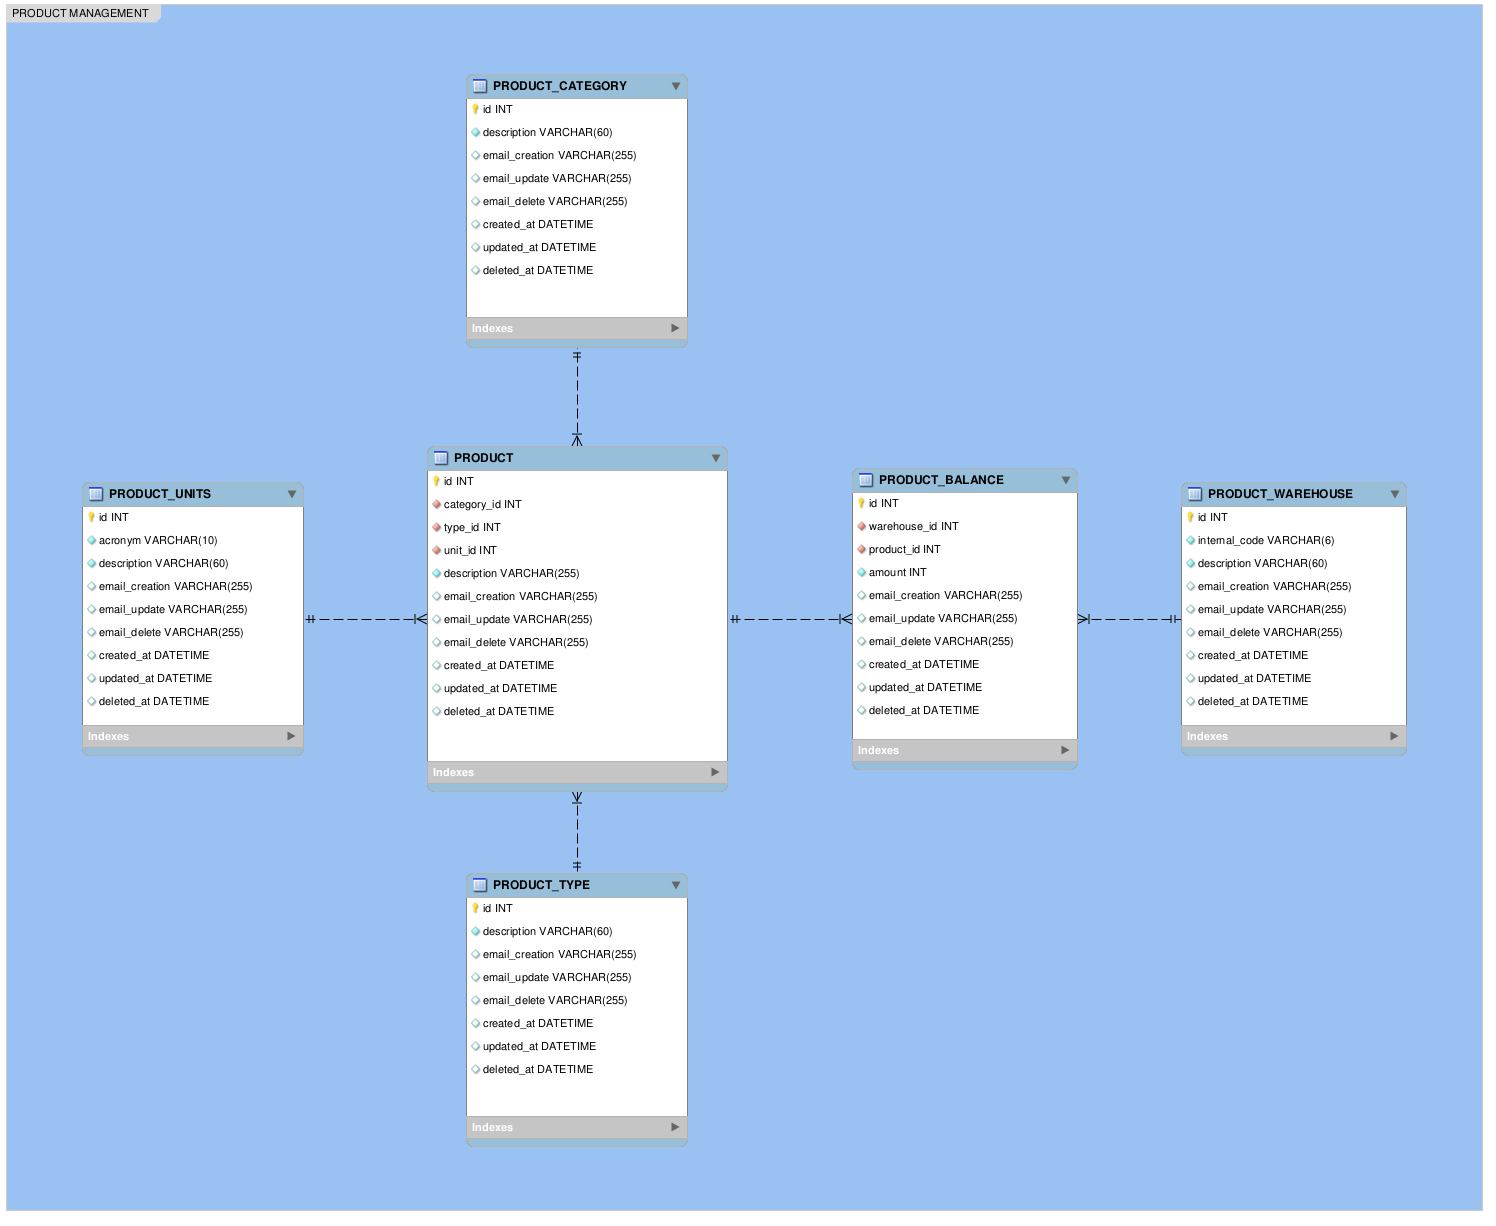 PRODUCT MANAGEMENT
PRODUCT_CATEGORY
id INT
description VARCHAR(60)
email_creation VARCHAR(255)
email_update VARCHAR(255)
email_delete VARCHAR(255)
created_at DATETIME
updated_at DATETIME
deleted_at DATETIME
Indexes
PRODUCT_UNITS
id INT
acronym VARCHAR(10)
description VARCHAR(60)
email_creation VARCHAR(255)
email_update VARCHAR(255)
email_delete VARCHAR(255)
created_at DATETIME
updated_at DATETIME
deleted_at DATETIME
Indexes
PRODUCT
id INT
category_id INT
type_id INT
unit_id INT
description VARCHAR(255)
email_creation VARCHAR(255)
email_update VARCHAR(255)
email_delete VARCHAR(255)
created_at DATETIME
updated_at DATETIME
deleted_at DATETIME
Indexes
PRODUCT_BALANCE
id INT
warehouse_id INT
product_id INT
amount INT
email_creation VARCHAR(255)
email_update VARCHAR(255)
email_delete VARCHAR(255)
created_at DATETIME
updated_at DATETIME
deleted_at DATETIME
Indexes
PRODUCT_WAREHOUSE
id INT
internal_code VARCHAR(6)
description VARCHAR(60)
email_creation VARCHAR(255)
email_update VARCHAR(255)
email_delete VARCHAR(255)
created_at DATETIME
updated_at DATETIME
deleted_at DATETIME
Indexes
PRODUCT_TYPE
id INT
description VARCHAR(60)
email_creation VARCHAR(255)
email_update VARCHAR(255)
email_delete VARCHAR(255)
created_at DATETIME
updated_at DATETIME
deleted_at DATETIME
Indexes